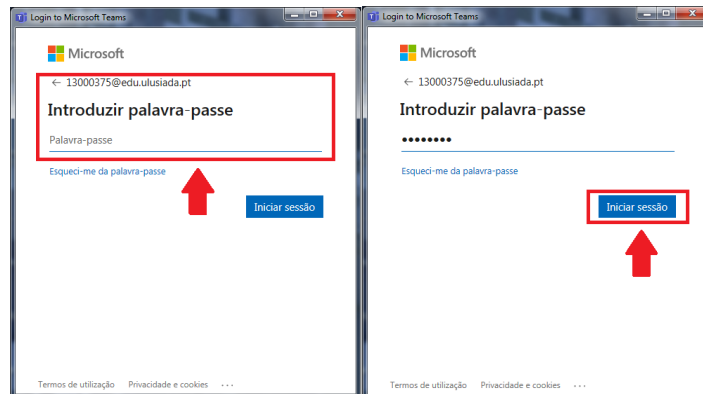 Login to Microsoft Teams
Microsoft
← 13000375@edu.ulusiada.pt
Introduzir palavra-passe
Palavra-passe
Esqueci-me da palavra-passe
Iniciar sessão
Termos de utilização Privacidade e cookies ...
Login to Microsoft Teams
Microsoft
← 13000375@edu.ulusiada.pt
Introduzir palavra-passe
••••••••
Esqueci-me da palavra-passe
Iniciar sessão
Termos de utilização Privacidade e cookies ...